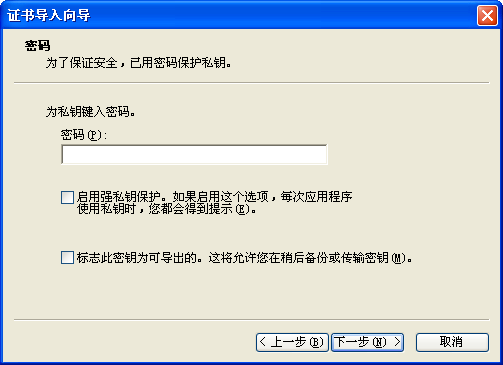 证书导入向导
密码
为了保证安全，已用密码保护私钥。
为私钥键入密码。
密码(P):
启用强私钥保护。如果启用这个选项，每次应用程序
使用私钥时，您都会得到提示(E)。
标志此密钥为可导出的。这将允许您在稍后备份或传输密钥(M)。
< 上一步(B) 下一步(N) > 取消